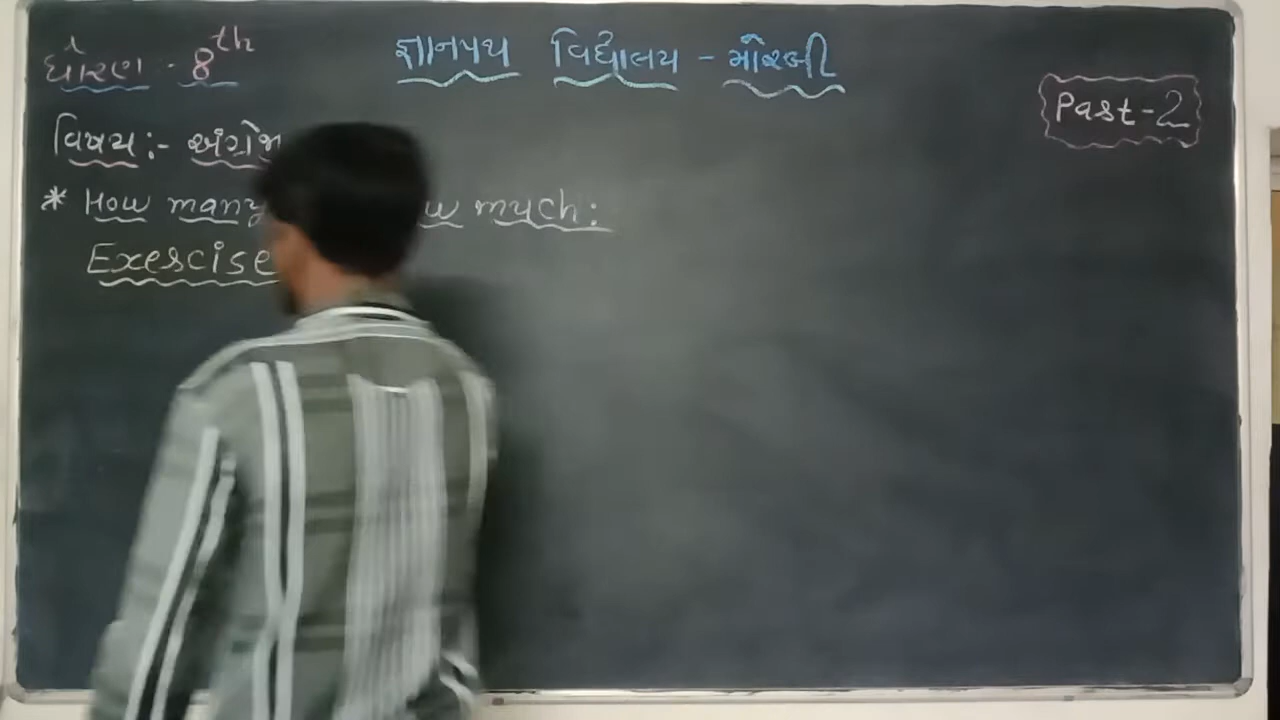 ધોરણ - 8th
જ્ઞાનપથ વિદ્યાલય - મોરબી
Part-2
વિષય:-
* How many much:
Exercise